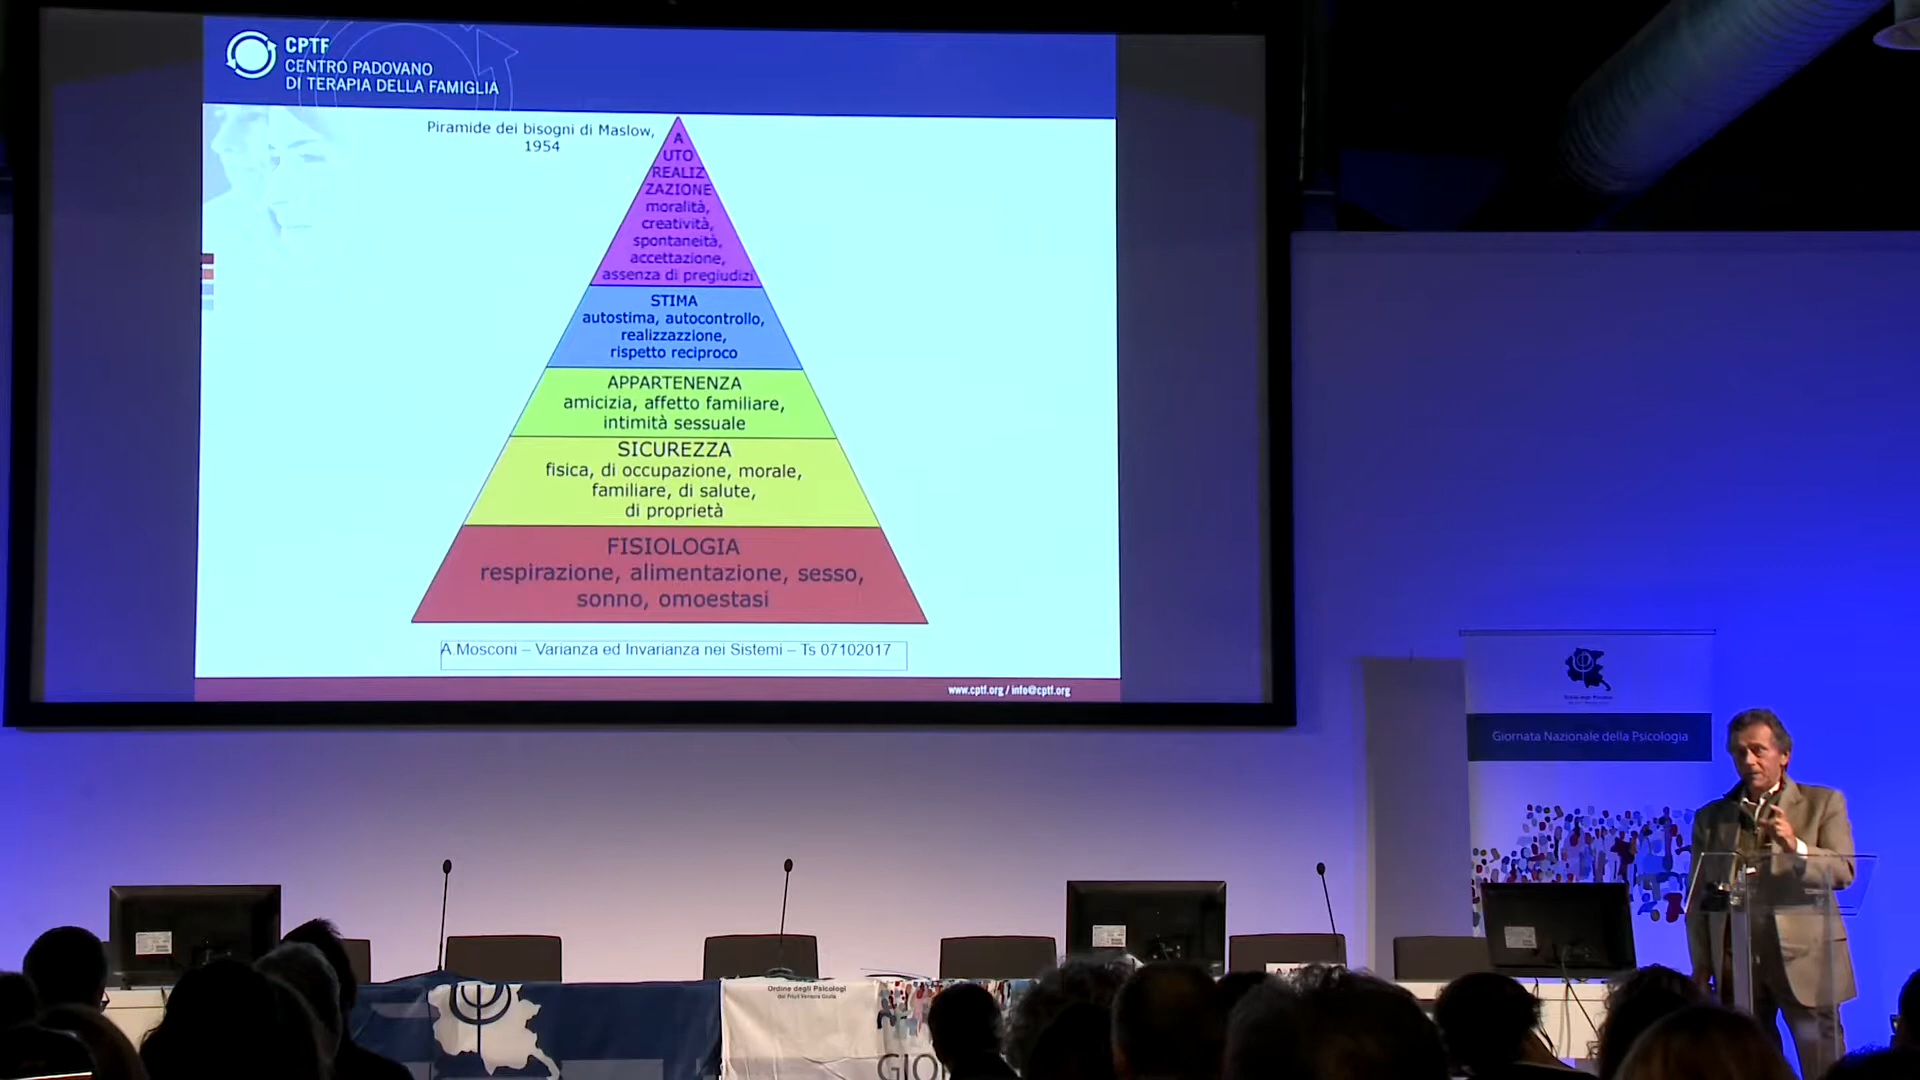 CPTF
CENTRO PADOVANO
DI TERAPIA DELLA FAMIGLIA
Piramide dei bisogni di Maslow,
1954
A
UTO
REALIZ
ZAZIONE
moralità,
creatività,
spontaneità,
accettazione,
assenza di pregiudizi
STIMA
autostima, autocontrollo,
realizzazzione,
rispetto reciproco
APPARTENENZA
amicizia, affetto familiare,
intimità sessuale
SICUREZZA
fisica, di occupazione, morale,
familiare, di salute,
di proprietà
FISIOLOGIA
respirazione, alimentazione, sesso,
sonno, omoestasi
A.Mosconi – Varianza ed Invarianza nei Sistemi – Ts 07102017
www.cptf.org / info@cptf.org
Giornata Nazionale della Psicologia
Ordine degli Psicologi
del Friuli Venezia Giulia
GIO